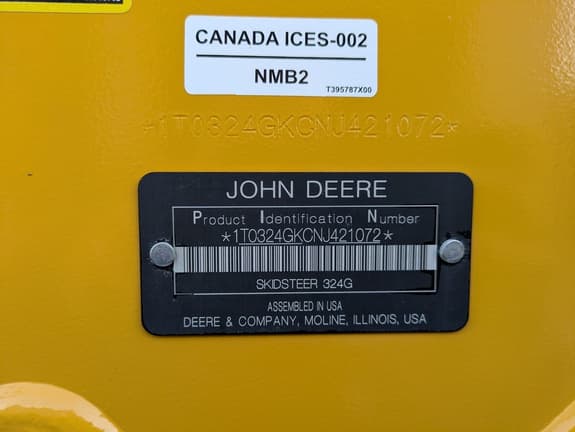 CANADA ICES-002
NMB2
T395787X00
*1T0324GKCNJ421072*
JOHN DEERE
Product Identification Number
*1T0324GKCNJ421072*
SKIDSTEER 324G
ASSEMBLED IN USA
DEERE & COMPANY, MOLINE, ILLINOIS, USA